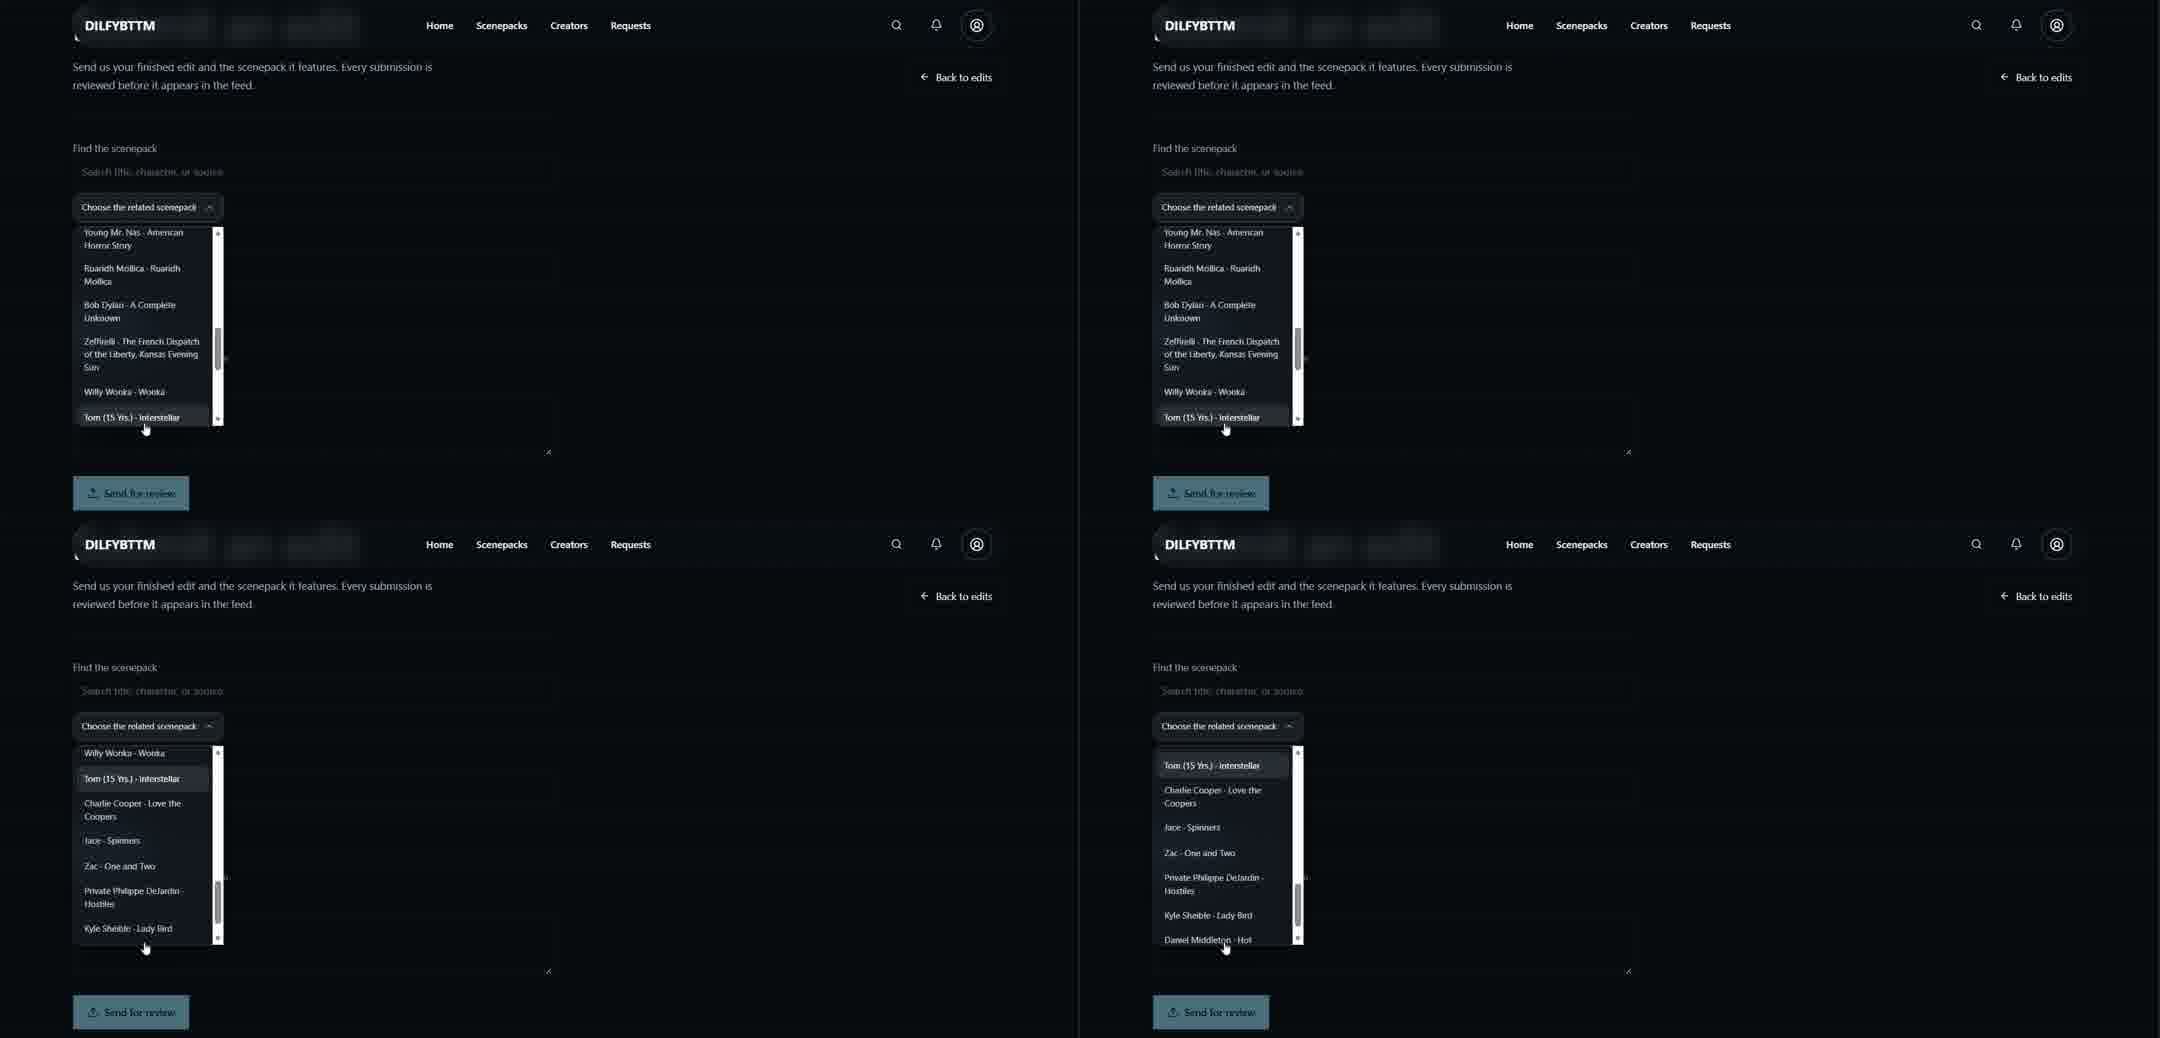 DILFYBTTM Home Scenepacks Creators Requests
Send us your finished edit and the scenepack it features. Every submission is
reviewed before it appears in the feed.
Back to edits
Find the scenepack
Search title, character, or source
Choose the related scenepack
Young Mr. Nas - American
Horror Story
Ruaridh Mollica - Ruaridh
Mollica
Bob Dylan - A Complete
Unknown
Zeffirelli - The French Dispatch
of the Liberty, Kansas Evening
Sun
Willy Wonka - Wonka
Tom (15 Yrs.) - Interstellar
Send for review
DILFYBTTM Home Scenepacks Creators Requests
Send us your finished edit and the scenepack it features. Every submission is
reviewed before it appears in the feed.
Back to edits
Find the scenepack
Search title, character, or source
Choose the related scenepack
Young Mr. Nas - American
Horror Story
Ruaridh Mollica - Ruaridh
Mollica
Bob Dylan - A Complete
Unknown
Zeffirelli - The French Dispatch
of the Liberty, Kansas Evening
Sun
Willy Wonka - Wonka
Tom (15 Yrs.) - Interstellar
Send for review
DILFYBTTM Home Scenepacks Creators Requests
Send us your finished edit and the scenepack it features. Every submission is
reviewed before it appears in the feed.
Back to edits
Find the scenepack
Search title, character, or source
Choose the related scenepack
Willy Wonka - Wonka
Tom (15 Yrs.) - Interstellar
Charlie Cooper - Love the
Coopers
Jace - Spinners
Zac - One and Two
Private Philippe DeJardin -
Hostiles
Kyle Sheible - Lady Bird
Send for review
DILFYBTTM Home Scenepacks Creators Requests
Send us your finished edit and the scenepack it features. Every submission is
reviewed before it appears in the feed.
Back to edits
Find the scenepack
Search title, character, or source
Choose the related scenepack
Tom (15 Yrs.) - Interstellar
Charlie Cooper - Love the
Coopers
Jace - Spinners
Zac - One and Two
Private Philippe DeJardin -
Hostiles
Kyle Sheible - Lady Bird
Daniel Middleton - Hot
Send for review